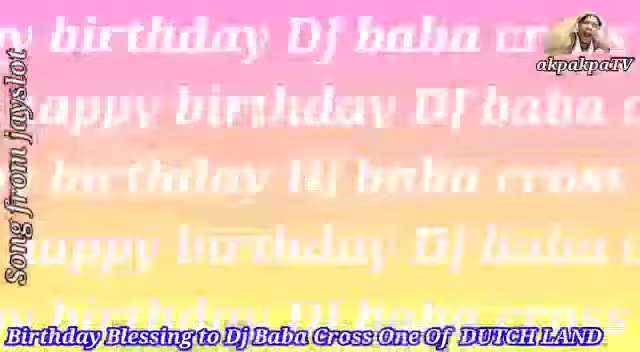 y birthday Dj baba cross
akpakpaTV
happy birthday Dj baba
birthday Dj baba cross
happy birthday Dj baba
y birthday Dj baba cross
Song from jayslot
Birthday Blessing to Dj Baba Cross One Of DUTCH LAND